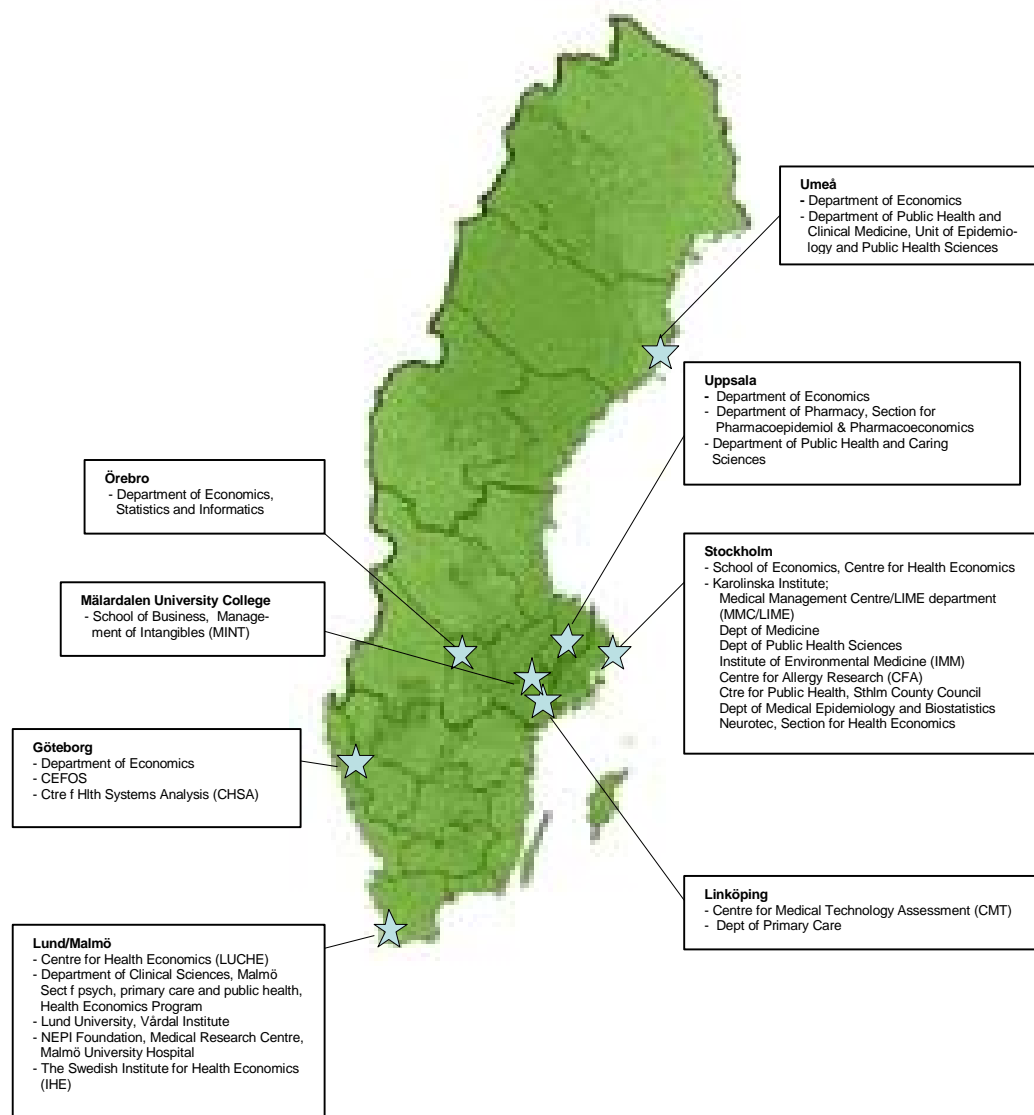 Umeå
- Department of Economics
- Department of Public Health and
Clinical Medicine, Unit of Epidemio-
logy and Public Health Sciences
Uppsala
- Department of Economics
- Department of Pharmacy, Section for
Pharmacoepidemiol & Pharmacoeconomics
- Department of Public Health and Caring
Sciences
Örebro
- Department of Economics,
Statistics and Informatics
Mälardalen University College
- School of Business, Manage-
ment of Intangibles (MINT)
Stockholm
- School of Economics, Centre for Health Economics
- Karolinska Institute;
Medical Management Centre/LIME department
(MMC/LIME)
Dept of Medicine
Dept of Public Health Sciences
Institute of Environmental Medicine (IMM)
Centre for Allergy Research (CFA)
Ctre for Public Health, Sthlm County Council
Dept of Medical Epidemiology and Biostatistics
Neurotec, Section for Health Economics
Göteborg
- Department of Economics
- CEFOS
- Ctre f Hlth Systems Analysis (CHSA)
Linköping
- Centre for Medical Technology Assessment (CMT)
- Dept of Primary Care
Lund/Malmö
- Centre for Health Economics (LUCHE)
- Department of Clinical Sciences, Malmö
Sect f psych, primary care and public health,
Health Economics Program
- Lund University, Vårdal Institute
- NEPI Foundation, Medical Research Centre,
Malmö University Hospital
- The Swedish Institute for Health Economics
(IHE)